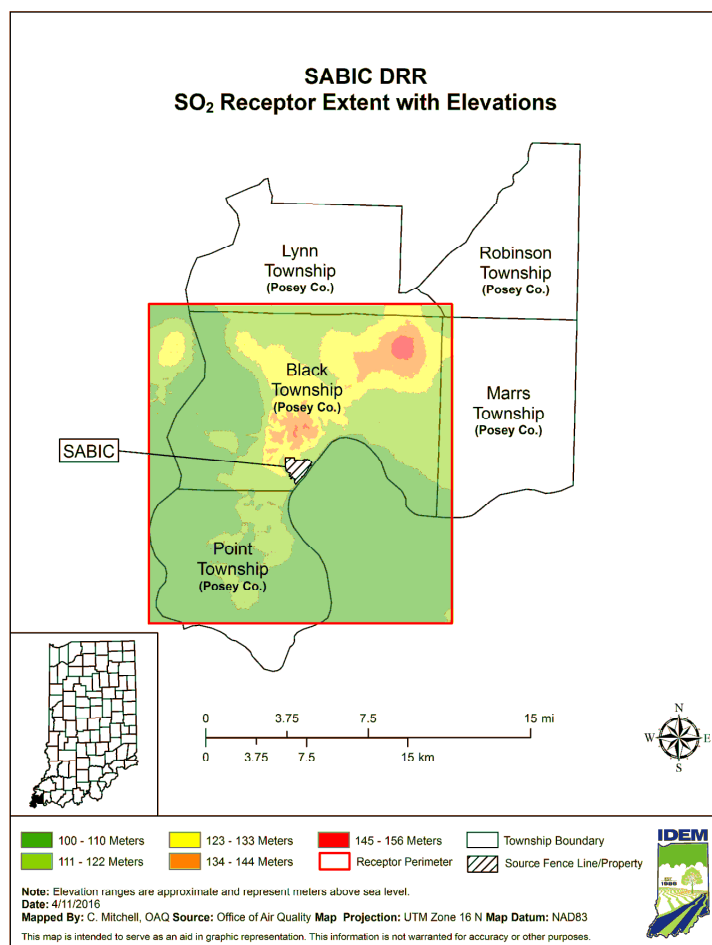 SABIC DRR
SO₂ Receptor Extent with Elevations
Lynn
Township
(Posey Co.)
Robinson
Township
(Posey Co.)
Black
Township
(Posey Co.)
Marrs
Township
(Posey Co.)
SABIC
Point
Township
(Posey Co.)
0 3.75 7.5 15 mi
0 3.75 7.5 15 km
N
W E
S
100 - 110 Meters
123 - 133 Meters
145 - 156 Meters
Township Boundary
111 - 122 Meters
134 - 144 Meters
Receptor Perimeter
Source Fence Line/Property
IDEM
EST.
1986
Note: Elevation ranges are approximate and represent meters above sea level.
Date: 4/11/2016
Mapped By: C. Mitchell, OAQ Source: Office of Air Quality Map Projection: UTM Zone 16 N Map Datum: NAD83
This map is intended to serve as an aid in graphic representation. This information is not warranted for accuracy or other purposes.